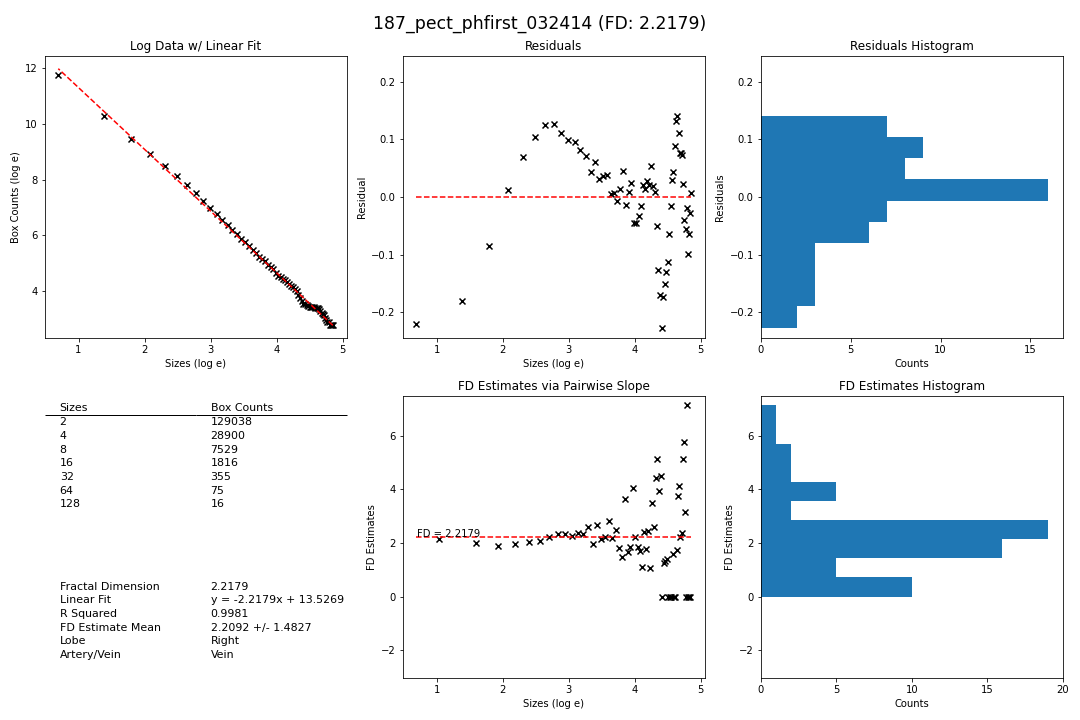 187_pect_phfirst_032414 (FD: 2.2179)
Log Data w/ Linear Fit
Box Counts (log e)
12
10
8
6
4
1 2 3 4 5
Sizes (log e)
Residuals
Residual
0.2
0.1
0.0
−0.1
−0.2
1 2 3 4 5
Sizes (log e)
Residuals Histogram
Residuals
0.2
0.1
0.0
−0.1
−0.2
0 5 10 15
Counts
Sizes Box Counts
2 129038
4 28900
8 7529
16 1816
32 355
64 75
128 16
Fractal Dimension 2.2179
Linear Fit y = -2.2179x + 13.5269
R Squared 0.9981
FD Estimate Mean 2.2092 +/- 1.4827
Lobe Right
Artery/Vein Vein
FD Estimates via Pairwise Slope
FD Estimates
6
4
2
0
−2
FD = 2.2179
1 2 3 4 5
Sizes (log e)
FD Estimates Histogram
FD Estimates
6
4
2
0
−2
0 5 10 15 20
Counts